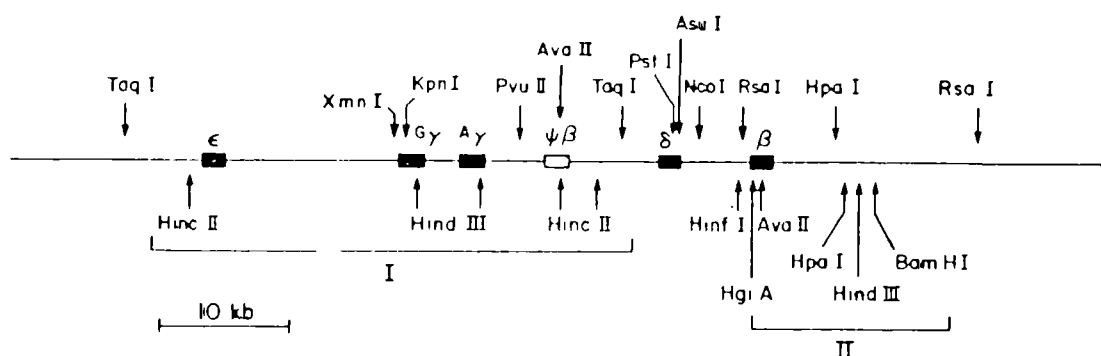 Asw I
Ava II
Pst I
Taq I
Xmn I
Kpn I
Pvu II
Taq I
Nco I
Rsa I
Hpa I
Rsa I
ε
Gγ
Aγ
ψβ
δ
β
Hinc II
Hind III
Hinc II
Hinf I
Ava II
Hpa I
Bam HI
I
Hgi A
Hind III
10 kb
II